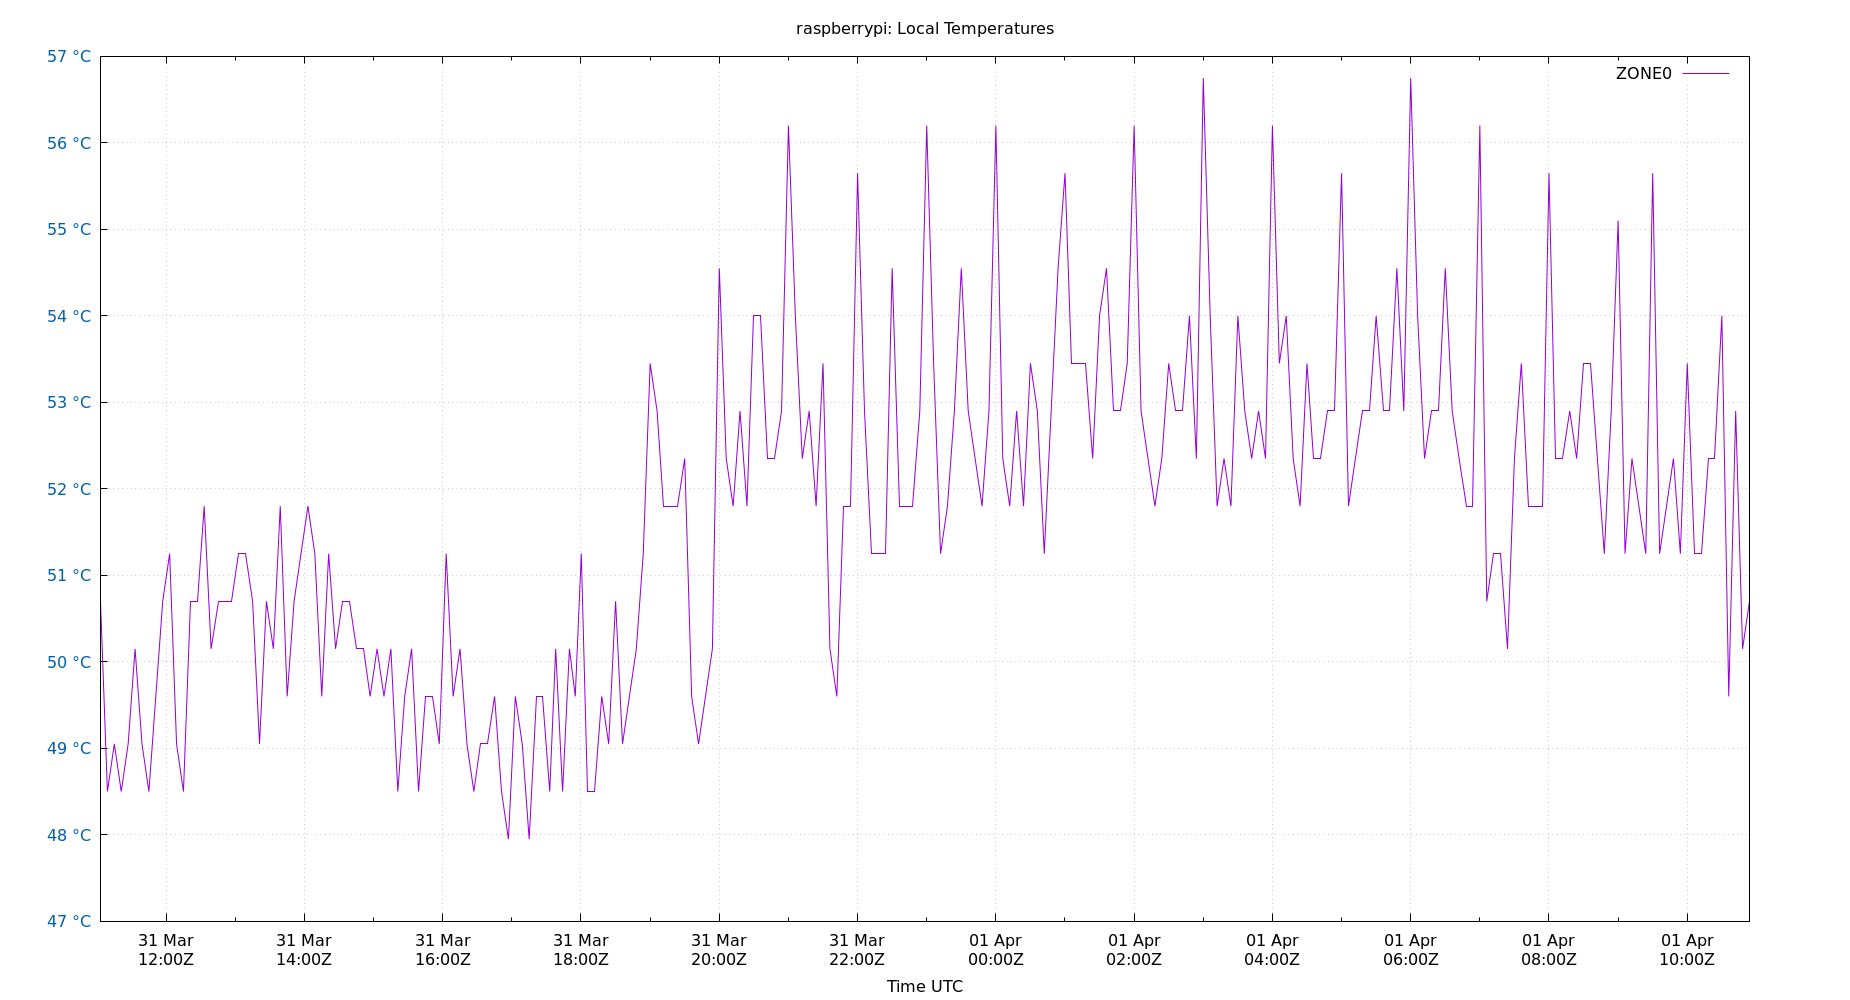 raspberrypi: Local Temperatures
57 °C
ZONE0
56 °C
55 °C
54 °C
53 °C
52 °C
51 °C
50 °C
49 °C
48 °C
47 °C
31 Mar 31 Mar 31 Mar 31 Mar 31 Mar 31 Mar 01 Apr 01 Apr 01 Apr 01 Apr 01 Apr 01 Apr
12:00Z 14:00Z 16:00Z 18:00Z 20:00Z 22:00Z 00:00Z 02:00Z 04:00Z 06:00Z 08:00Z 10:00Z
Time UTC